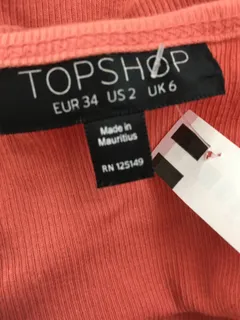 TOPSHOP
EUR 34 US 2 UK 6
Made in
Mauritius
RN 125149